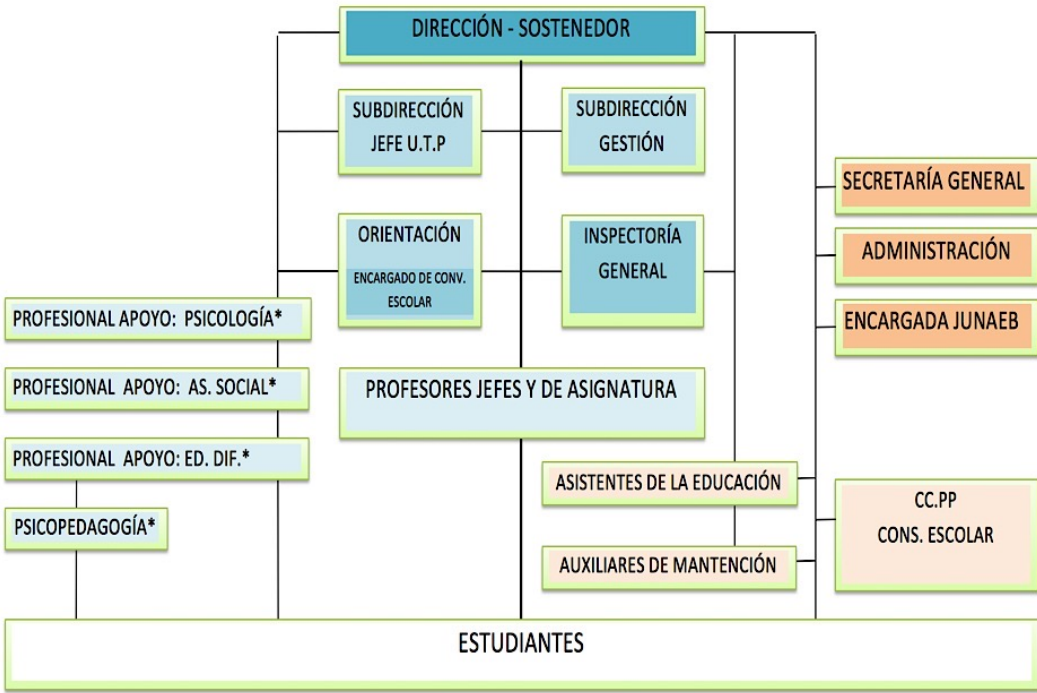 DIRECCIÓN - SOSTENEDOR
SUBDIRECCIÓN
JEFE U.T.P
SUBDIRECCIÓN
GESTIÓN
SECRETARÍA GENERAL
ORIENTACIÓN
ENCARGADO DE CONV.
ESCOLAR
INSPECTORÍA
GENERAL
ADMINISTRACIÓN
ENCARGADA JUNAEB
PROFESIONAL APOYO: PSICOLOGÍA*
PROFESIONAL APOYO: AS. SOCIAL*
PROFESORES JEFES Y DE ASIGNATURA
PROFESIONAL APOYO: ED. DIF.*
ASISTENTES DE LA EDUCACIÓN
PSICOPEDAGOGÍA*
CC.PP
CONS. ESCOLAR
AUXILIARES DE MANTENCIÓN
ESTUDIANTES